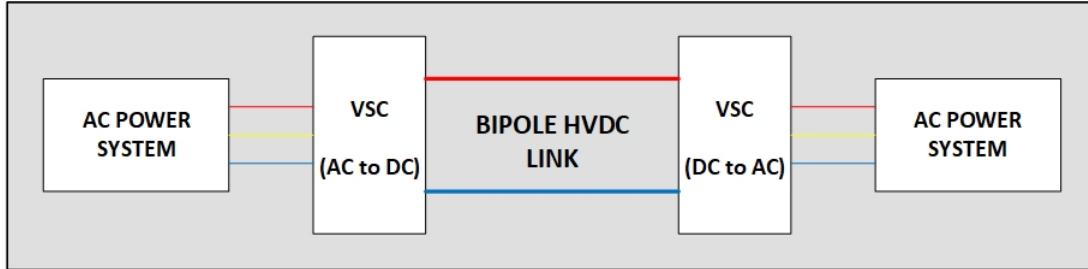 AC POWER
SYSTEM
VSC
(AC to DC)
BIPOLE HVDC
LINK
VSC
(DC to AC)
AC POWER
SYSTEM